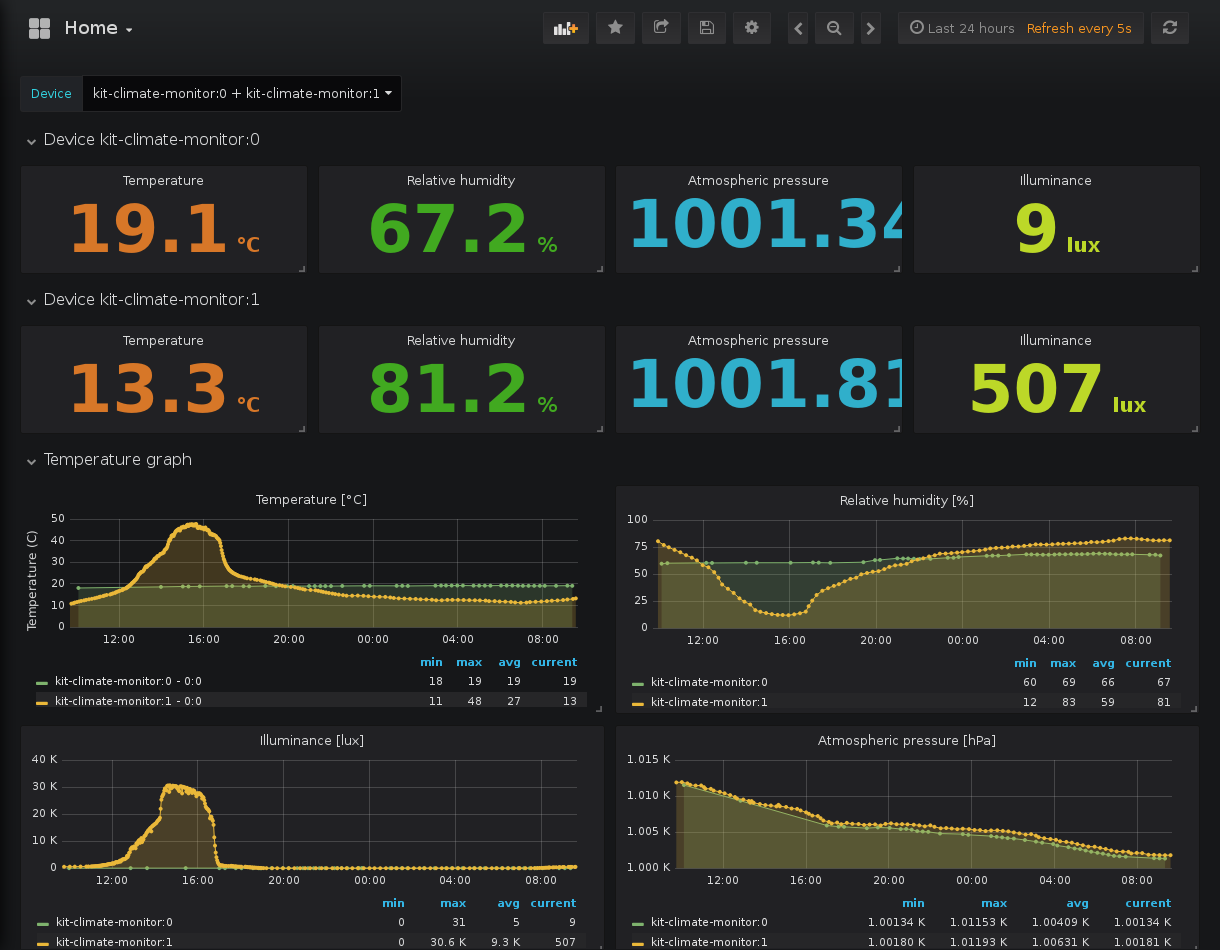 Home
Last 24 hours Refresh every 5s
Device kit-climate-monitor:0 + kit-climate-monitor:1
Device kit-climate-monitor:0
Temperature Relative humidity Atmospheric pressure Illuminance
19.1 °C 67.2 % 1001.34 9 lux
Device kit-climate-monitor:1
Temperature Relative humidity Atmospheric pressure Illuminance
13.3 °C 81.2 % 1001.81 507 lux
Temperature graph
Temperature [°C]
Temperature (C)
50
40
30
20
10
0
12:00 16:00 20:00 00:00 04:00 08:00
min max avg current
kit-climate-monitor:0 - 0:0 18 19 19 19
kit-climate-monitor:1 - 0:0 11 48 27 13
Relative humidity [%]
100
75
50
25
0
12:00 16:00 20:00 00:00 04:00 08:00
min max avg current
kit-climate-monitor:0 60 69 66 67
kit-climate-monitor:1 12 83 59 81
Illuminance [lux]
40 K
30 K
20 K
10 K
0
12:00 16:00 20:00 00:00 04:00 08:00
min max avg current
kit-climate-monitor:0 0 31 5 9
kit-climate-monitor:1 0 30.6 K 9.3 K 507
Atmospheric pressure [hPa]
1.015 K
1.010 K
1.005 K
1.000 K
12:00 16:00 20:00 00:00 04:00 08:00
min max avg current
kit-climate-monitor:0 1.00134 K 1.01153 K 1.00409 K 1.00134 K
kit-climate-monitor:1 1.00180 K 1.01193 K 1.00631 K 1.00181 K